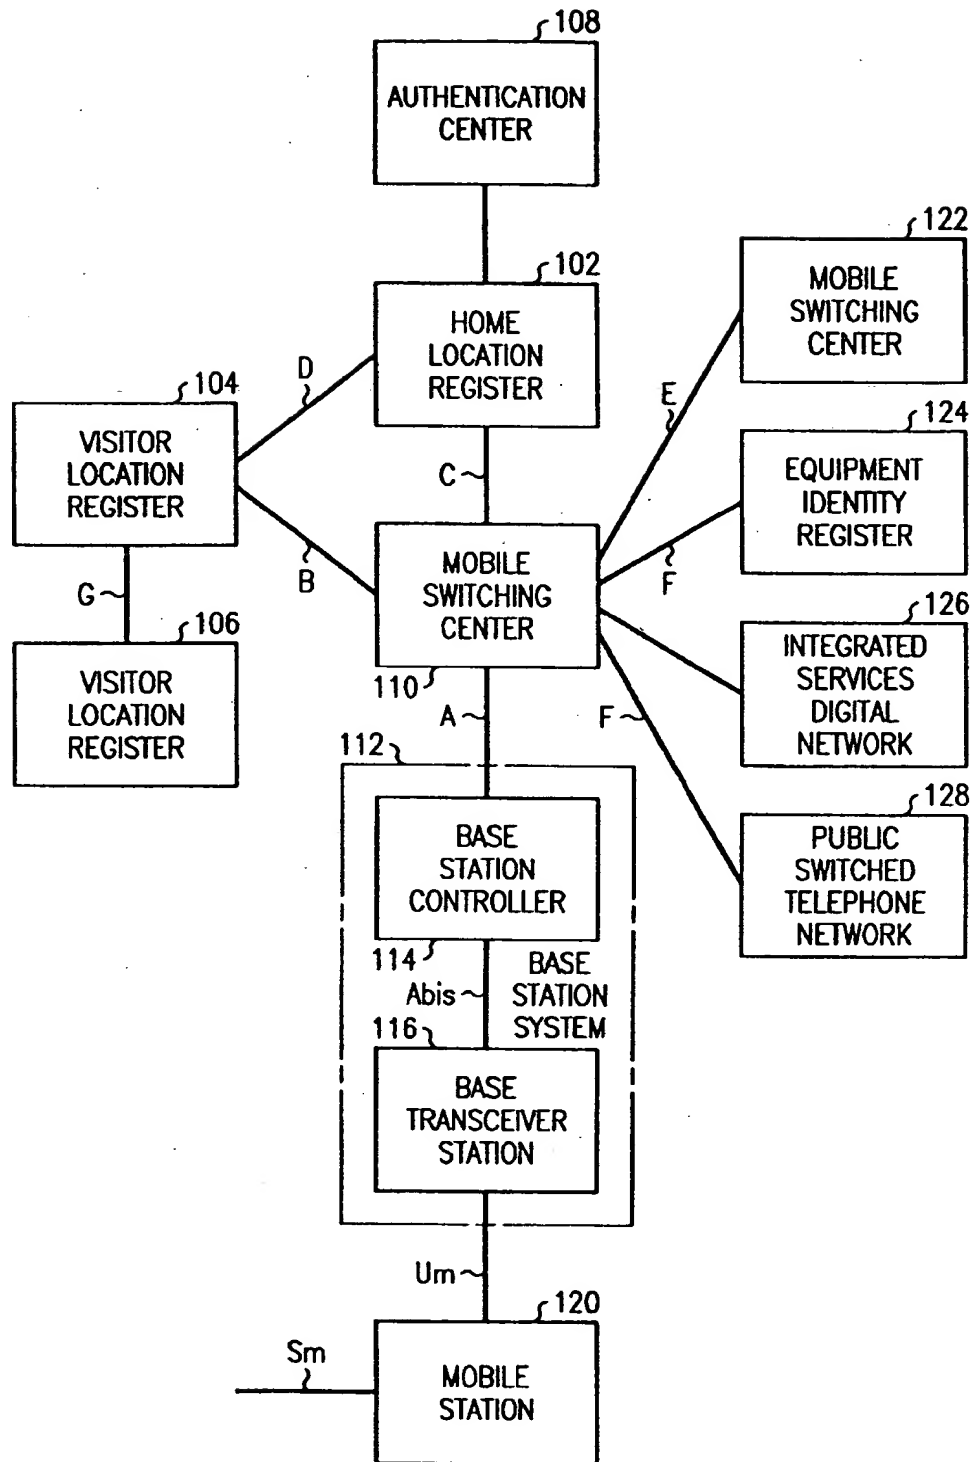 108
AUTHENTICATION
CENTER
102
HOME
LOCATION
REGISTER
122
MOBILE
SWITCHING
CENTER
D
104
VISITOR
LOCATION
REGISTER
E
124
EQUIPMENT
IDENTITY
REGISTER
C
B
F
G
106
VISITOR
LOCATION
REGISTER
MOBILE
SWITCHING
CENTER
110
126
INTEGRATED
SERVICES
DIGITAL
NETWORK
A
F
112
BASE
STATION
CONTROLLER
114
128
PUBLIC
SWITCHED
TELEPHONE
NETWORK
Abis
BASE
STATION
SYSTEM
116
BASE
TRANSCEIVER
STATION
Um
120
Sm
MOBILE
STATION